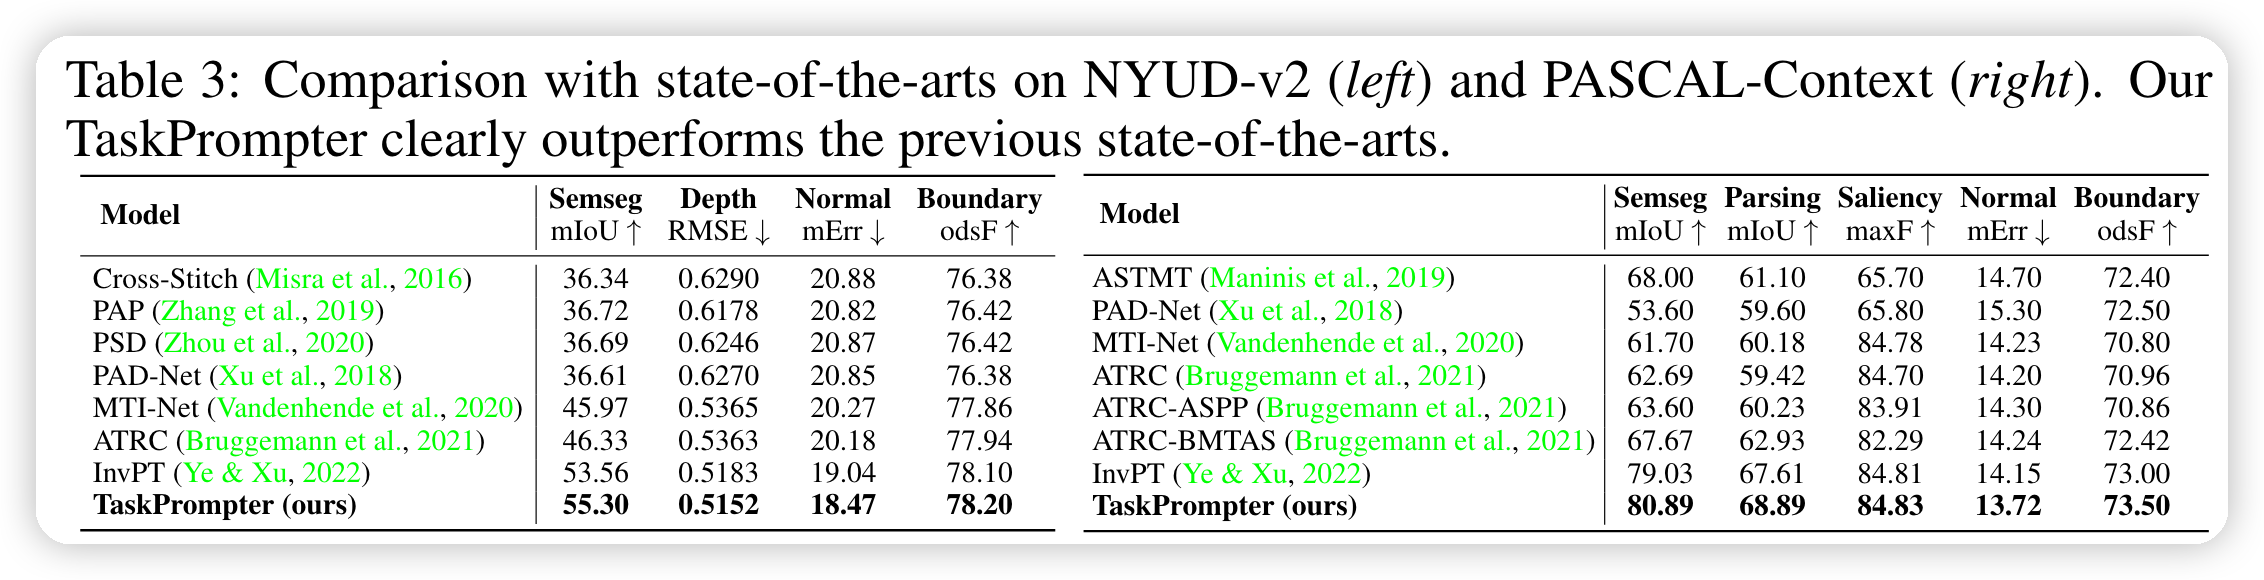 Table 3: Comparison with state-of-the-arts on NYUD-v2 (left) and PASCAL-Context (right). Our
TaskPrompter clearly outperforms the previous state-of-the-arts.
Model Semseg Depth Normal Boundary
mIoU ↑ RMSE ↓ mErr ↓ odsF ↑
Cross-Stitch (Misra et al., 2016) 36.34 0.6290 20.88 76.38
PAP (Zhang et al., 2019) 36.72 0.6178 20.82 76.42
PSD (Zhou et al., 2020) 36.69 0.6246 20.87 76.42
PAD-Net (Xu et al., 2018) 36.61 0.6270 20.85 76.38
MTI-Net (Vandenhende et al., 2020) 45.97 0.5365 20.27 77.86
ATRC (Bruggemann et al., 2021) 46.33 0.5363 20.18 77.94
InvPT (Ye & Xu, 2022) 53.56 0.5183 19.04 78.10
TaskPrompter (ours) 55.30 0.5152 18.47 78.20
Model Semseg Parsing Saliency Normal Boundary
mIoU ↑ mIoU ↑ maxF ↑ mErr ↓ odsF ↑
ASTMT (Maninis et al., 2019) 68.00 61.10 65.70 14.70 72.40
PAD-Net (Xu et al., 2018) 53.60 59.60 65.80 15.30 72.50
MTI-Net (Vandenhende et al., 2020) 61.70 60.18 84.78 14.23 70.80
ATRC (Bruggemann et al., 2021) 62.69 59.42 84.70 14.20 70.96
ATRC-ASPP (Bruggemann et al., 2021) 63.60 60.23 83.91 14.30 70.86
ATRC-BMTAS (Bruggemann et al., 2021) 67.67 62.93 82.29 14.24 72.42
InvPT (Ye & Xu, 2022) 79.03 67.61 84.81 14.15 73.00
TaskPrompter (ours) 80.89 68.89 84.83 13.72 73.50